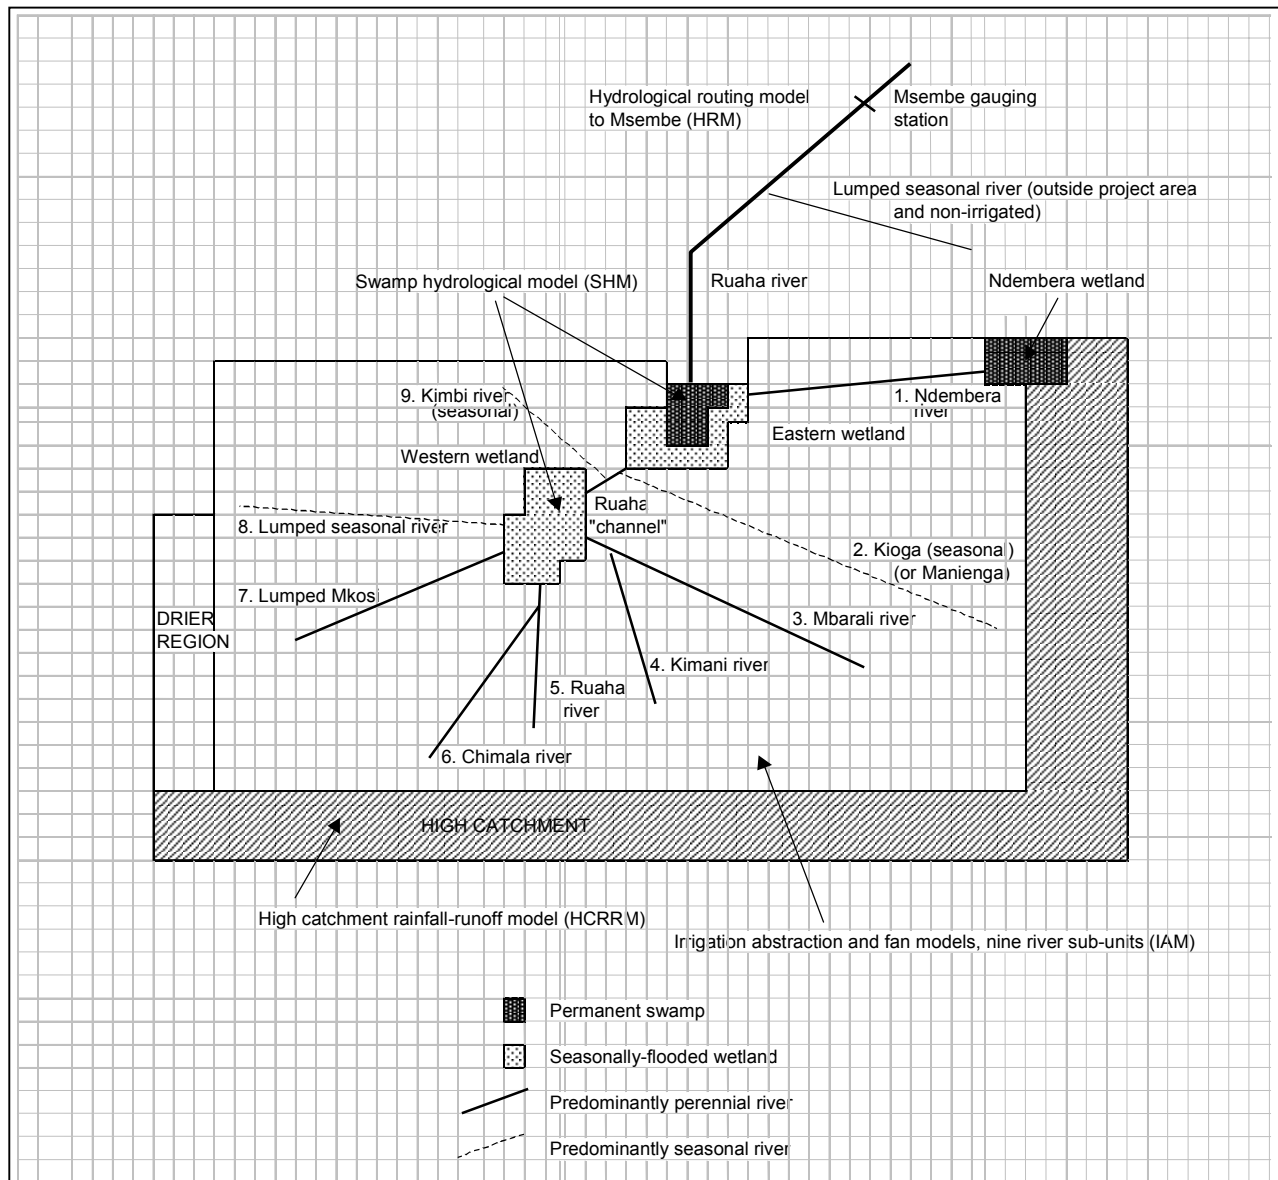 Hydrological routing model
to Msembe (HRM)
Msembe gauging
station
Lumped seasonal river (outside project area
and non-irrigated)
Swamp hydrological model (SHM)
Ruaha river
Ndembera wetland
9. Kimbi river
(seasonal)
1. Ndembera
river
Eastern wetland
Western wetland
Ruaha
"channel"
8. Lumped seasonal river
2. Kioga (seasonal)
(or Manienga)
7. Lumped Mkosi
DRIER
REGION
3. Mbarali river
4. Kimani river
5. Ruaha
river
6. Chimala river
HIGH CATCHMENT
High catchment rainfall-runoff model (HCRRM)
Irrigation abstraction and fan models, nine river sub-units (IAM)
Permanent swamp
Seasonally-flooded wetland
Predominantly perennial river
Predominantly seasonal river